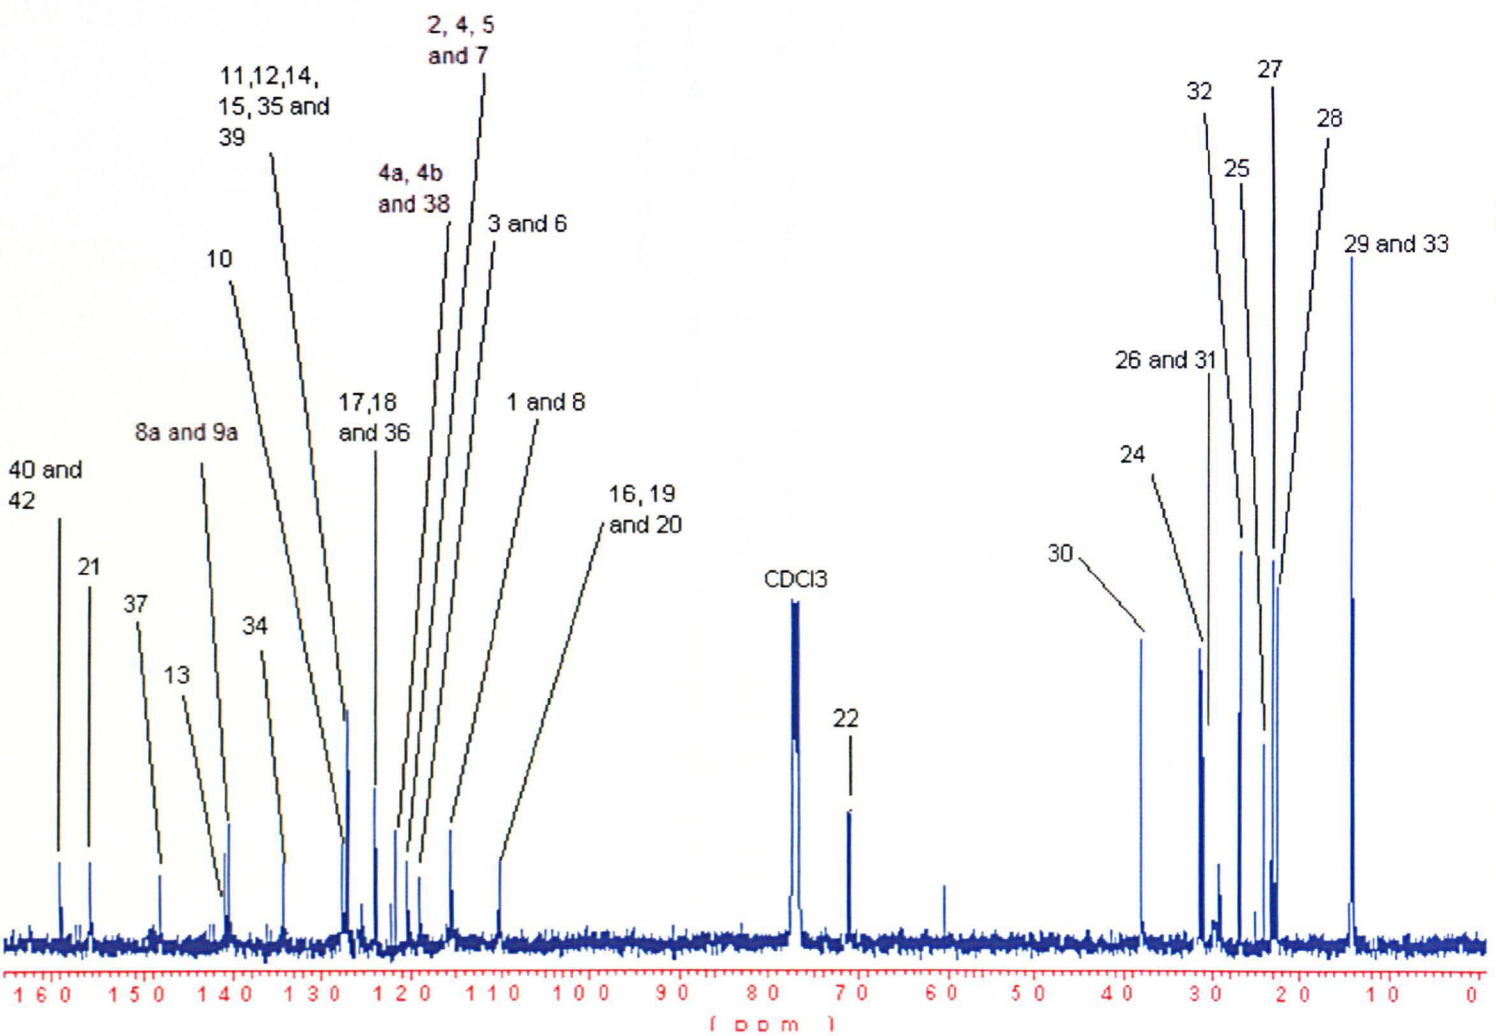 2, 4, 5
and 7
11,12,14,
15, 35 and
39
27
32
28
25
4a, 4b
and 38
3 and 6
29 and 33
10
26 and 31
17,18
and 36
1 and 8
8a and 9a
24
40 and
42
16, 19
and 20
30
21
CDCl3
37
34
13
22
160 150 140 130 120 110 100 90 80 70 60 50 40 30 20 10 0
( ppm )